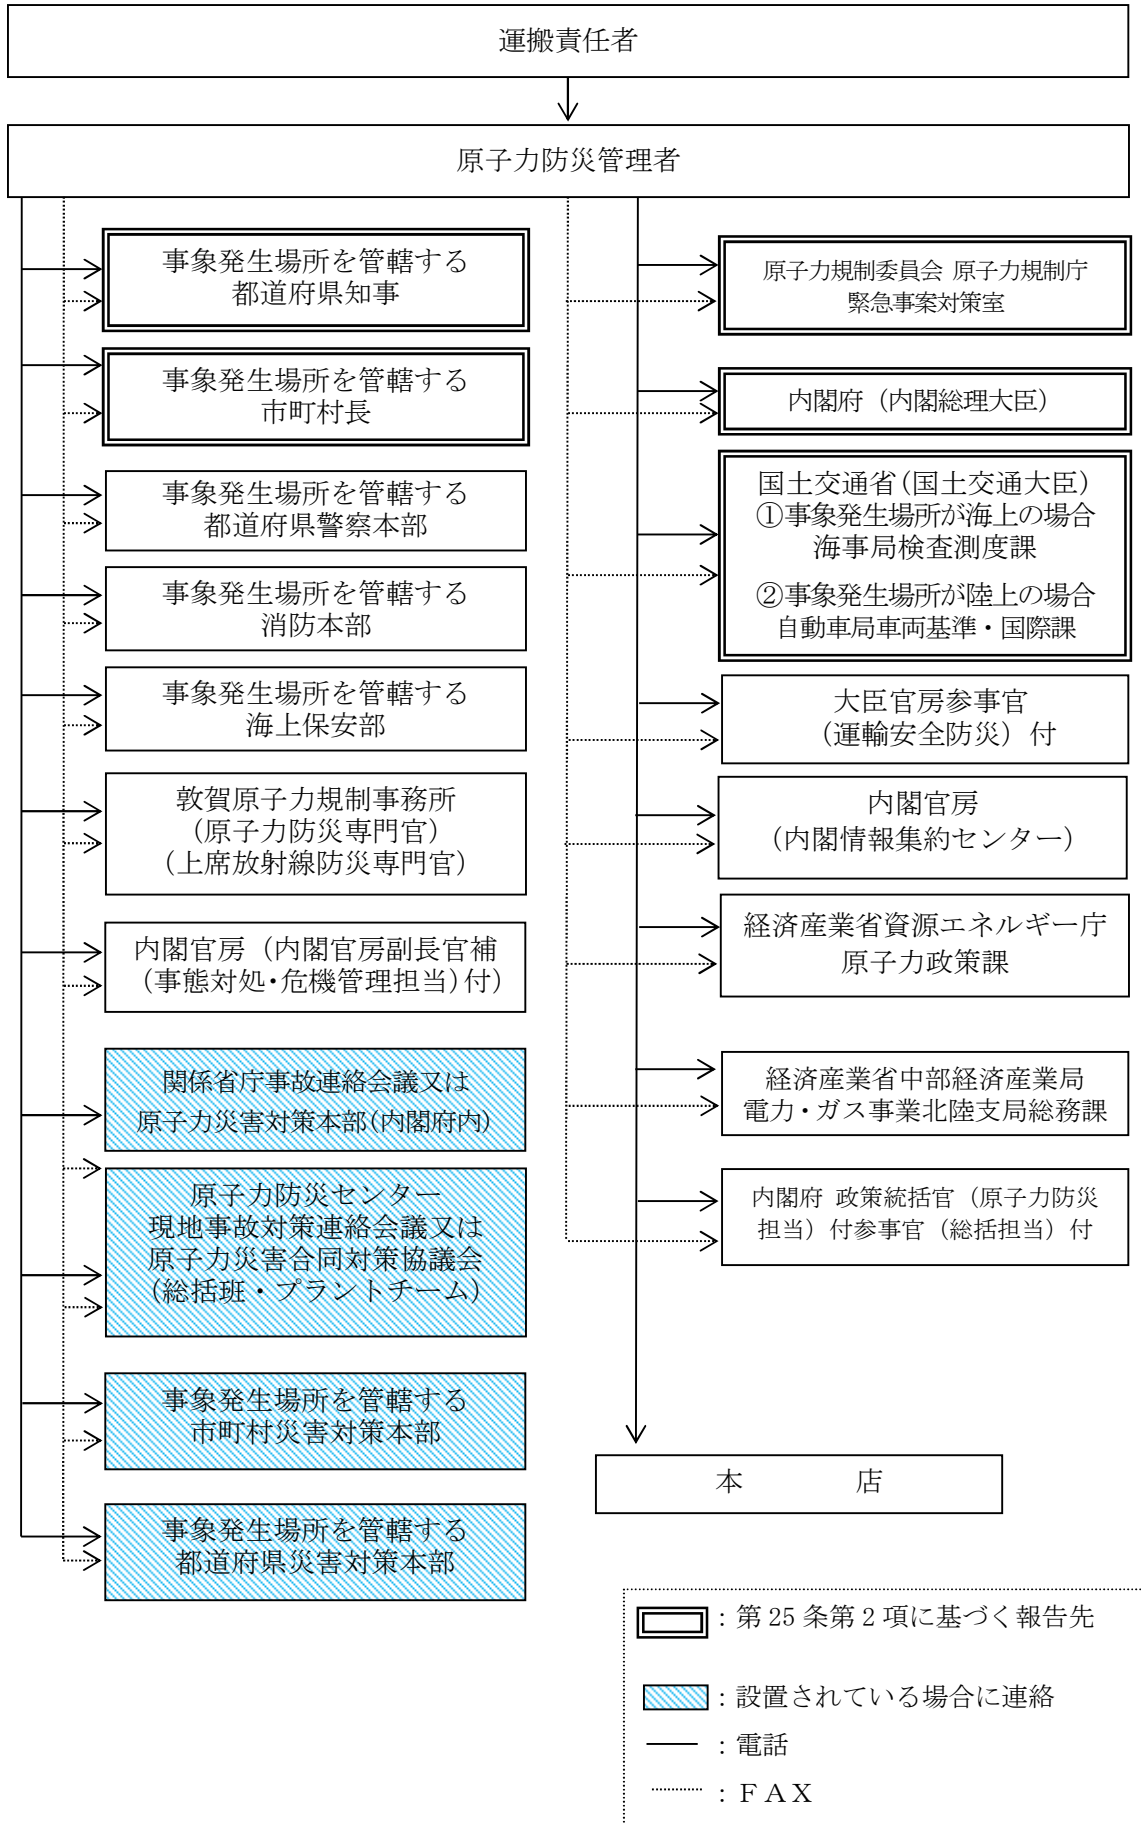 運搬責任者
原子力防災管理者
事象発生場所を管轄する
都道府県知事
事象発生場所を管轄する
市町村長
事象発生場所を管轄する
都道府県警察本部
事象発生場所を管轄する
消防本部
事象発生場所を管轄する
海上保安部
敦賀原子力規制事務所
（原子力防災専門官）
（上席放射線防災専門官）
内閣官房（内閣官房副長官補
（事態対処・危機管理担当）付）
関係省庁事故連絡会議又は
原子力災害対策本部（内閣府内）
原子力防災センター
現地事故対策連絡会議又は
原子力災害合同対策協議会
（総括班・プラントチーム）
事象発生場所を管轄する
市町村災害対策本部
事象発生場所を管轄する
都道府県災害対策本部
原子力規制委員会 原子力規制庁
緊急事案対策室
内閣府（内閣総理大臣）
国土交通省（国土交通大臣）
①事象発生場所が海上の場合
海事局検査測度課
②事象発生場所が陸上の場合
自動車局車両基準・国際課
大臣官房参事官
（運輸安全防災）付
内閣官房
（内閣情報集約センター）
経済産業省資源エネルギー庁
原子力政策課
経済産業省中部経済産業局
電力・ガス事業北陸支局総務課
内閣府 政策統括官（原子力防災
担当）付参事官（総括担当）付
本　　　　店
：第 25 条第 2 項に基づく報告先
：設置されている場合に連絡
：電話
：ＦＡＸ